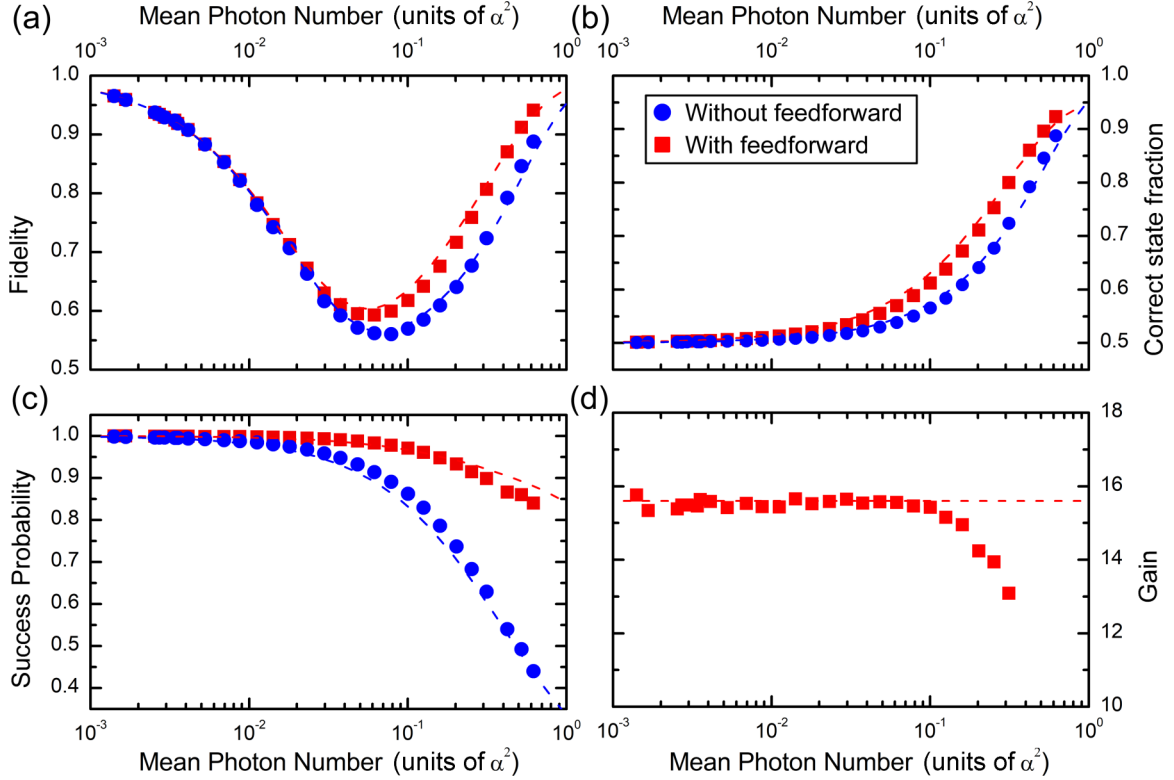 Mean Photon Number (units of α²)
Mean Photon Number (units of α²)
(a)
(b)
10⁻³ 10⁻² 10⁻¹ 10⁰
10⁻³ 10⁻² 10⁻¹ 10⁰
1.0
0.9
0.8
0.7
0.6
0.5
Fidelity
Without feedforward
With feedforward
1.0
0.9
0.8
0.7
0.6
0.5
Correct state fraction
(c)
(d)
1.0
0.9
0.8
0.7
0.6
0.5
0.4
Success Probability
18
16
14
12
10
Gain
10⁻³ 10⁻² 10⁻¹ 10⁰
10⁻³ 10⁻² 10⁻¹ 10⁰
Mean Photon Number (units of α²)
Mean Photon Number (units of α²)